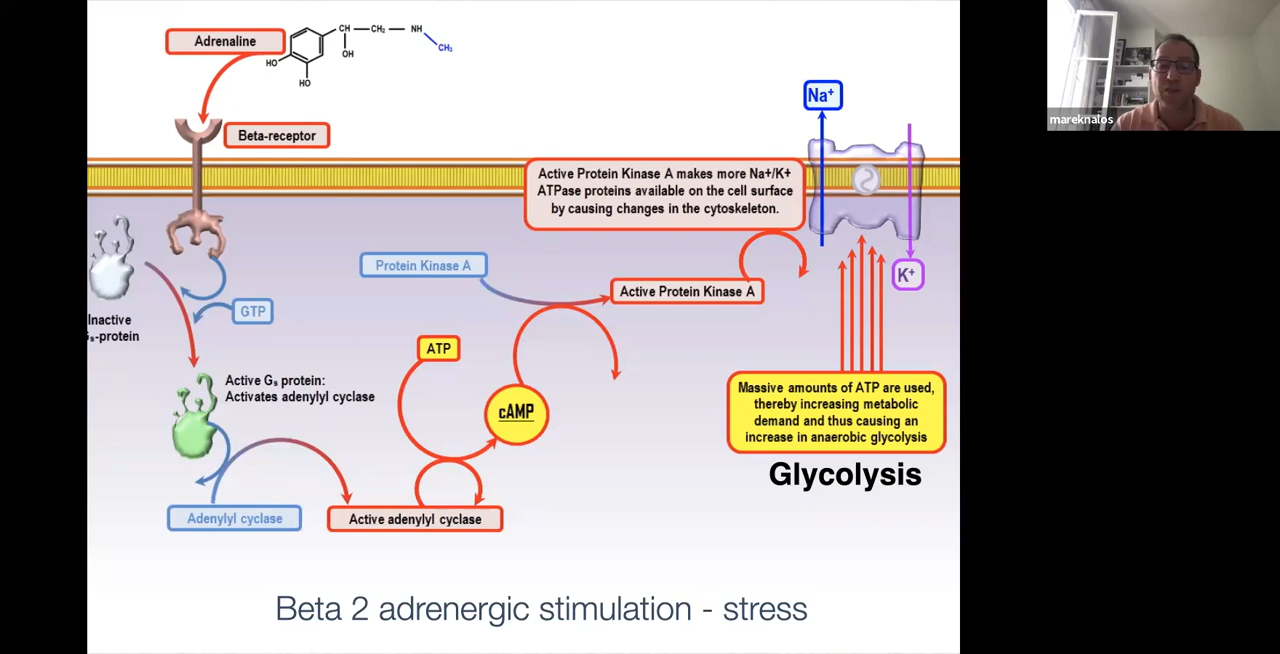 Adrenaline
CH
CH₂
NH
CH₃
OH
HO
HO
Beta-receptor
Na⁺
mareknalos
Active Protein Kinase A makes more Na+/K+
ATPase proteins available on the cell surface
by causing changes in the cytoskeleton.
Protein Kinase A
K⁺
Active Protein Kinase A
GTP
Inactive
Gₛ-protein
ATP
Active Gₛ protein:
Activates adenylyl cyclase
cAMP
Massive amounts of ATP are used,
thereby increasing metabolic
demand and thus causing an
increase in anaerobic glycolysis
Glycolysis
Adenylyl cyclase
Active adenylyl cyclase
Beta 2 adrenergic stimulation - stress